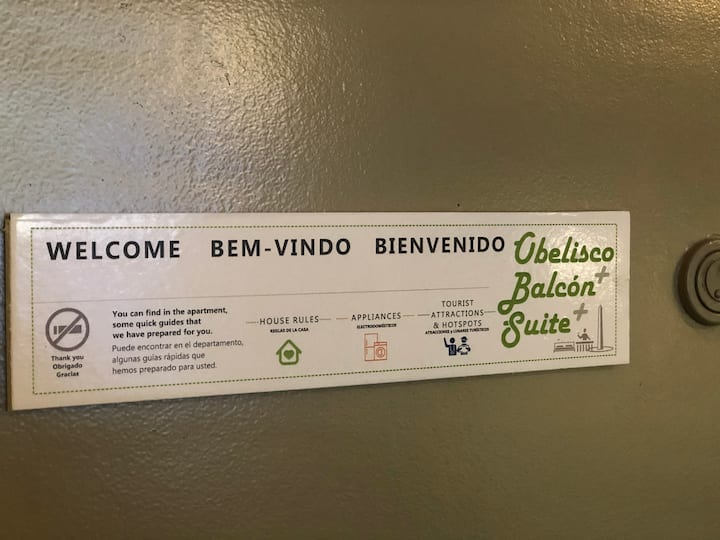 WELCOME BEM-VINDO BIENVENIDO
Obelisco
Balcón+
Suite+
Thank you
Obrigado
Gracias
You can find in the apartment,
some quick guides that
we have prepared for you.
Puede encontrar en el departamento,
algunas guías rápidas que
hemos preparado para usted.
HOUSE RULES
REGLAS DE LA CASA
APPLIANCES
ELECTRODOMÉSTICOS
TOURIST
ATTRACTIONS
& HOTSPOTS
ATRACCIONES y LUGARES TURÍSTICOS